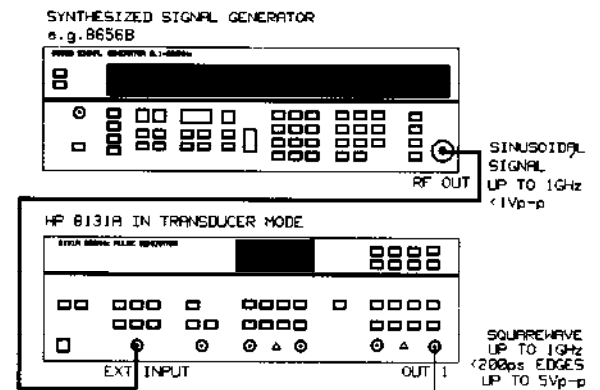 SYNTHESIZED SIGNAL GENERATOR
e.g.8656B
SINUSOIDAL
SIGNAL
UP TO 1GHz
<1Vp-p
RF OUT
HP 8131A IN TRANSDUCER MODE
SQUAREWAVE
UP TO 1GHz
<200ps EDGES
UP TO 5Vp-p
EXT INPUT
OUT 1